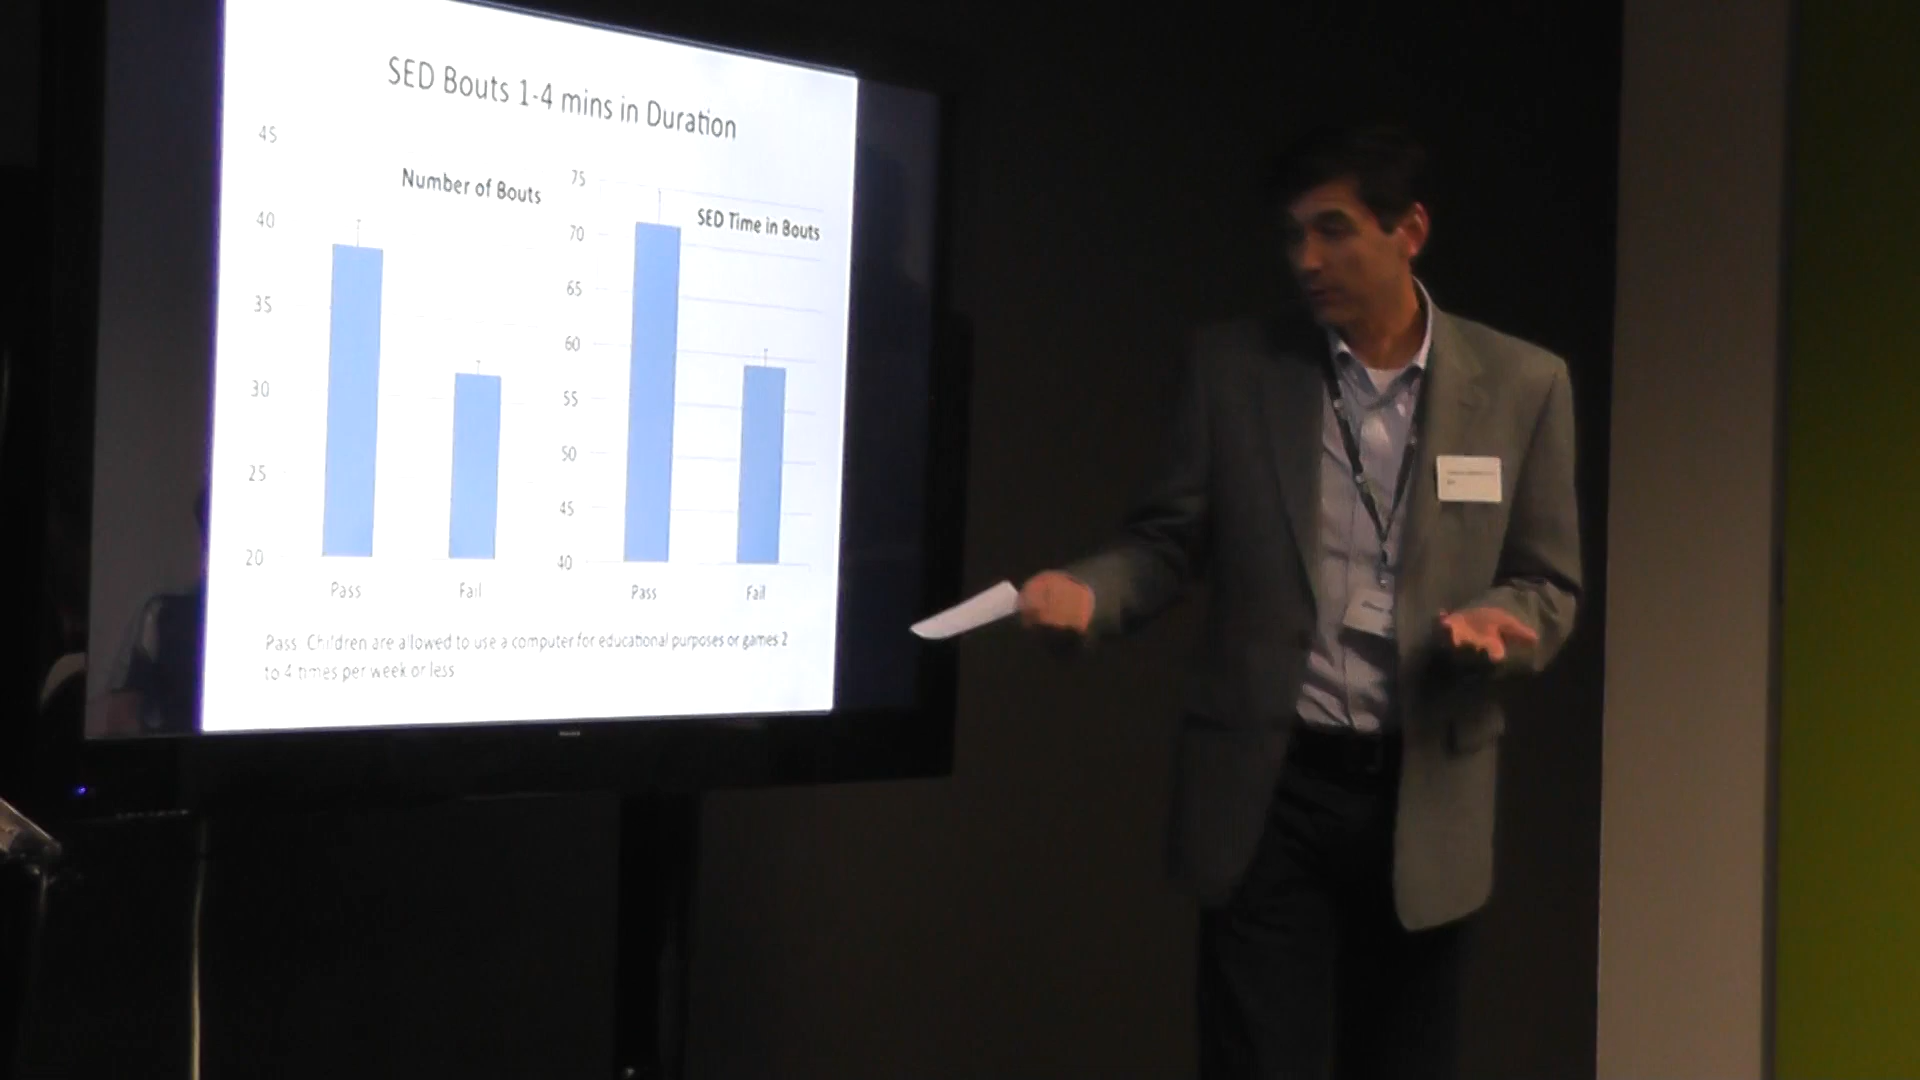 SED Bouts 1-4 mins in Duration
Number of Bouts
45
40
35
30
25
20
Pass Fail
SED Time in Bouts
75
70
65
60
55
50
45
40
Pass Fail
Pass Children are allowed to use a computer for educational purposes or games 2
to 4 times per week or less